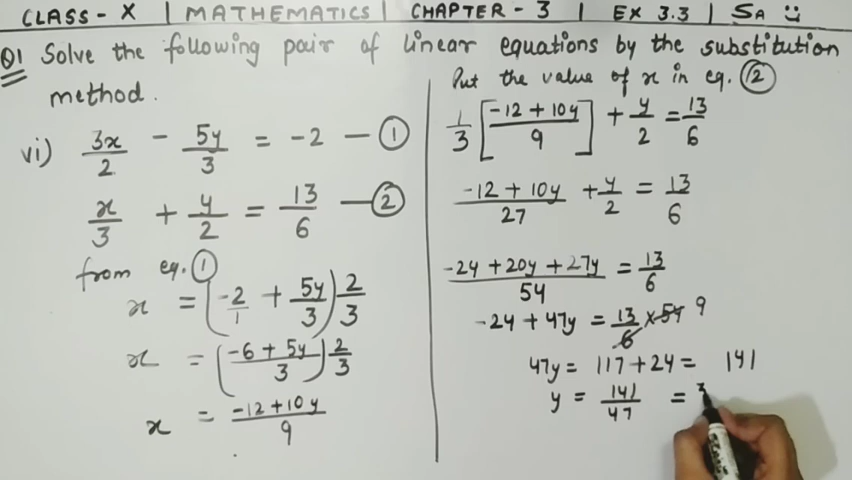 CLASS - X | MATHEMATICS | CHAPTER - 3 | EX 3.3 | SA
Q1 Solve the following pair of linear equations by the substitution
method.
vi) 3x/2 - 5y/3 = -2 — ①
x/3 + y/2 = 13/6 — ②
from eq. ①
x = (-2/1 + 5y/3) 2/3
x = (-6 + 5y/3) 2/3
x = -12 + 10y/9
Put the value of x in eq. ②
1/3 [-12 + 10y/9] + y/2 = 13/6
-12 + 10y/27 + y/2 = 13/6
-24 + 20y + 27y/54 = 13/6
-24 + 47y = 13/6 × 54 9
47y = 117 + 24 = 141
y = 141/47 = 3